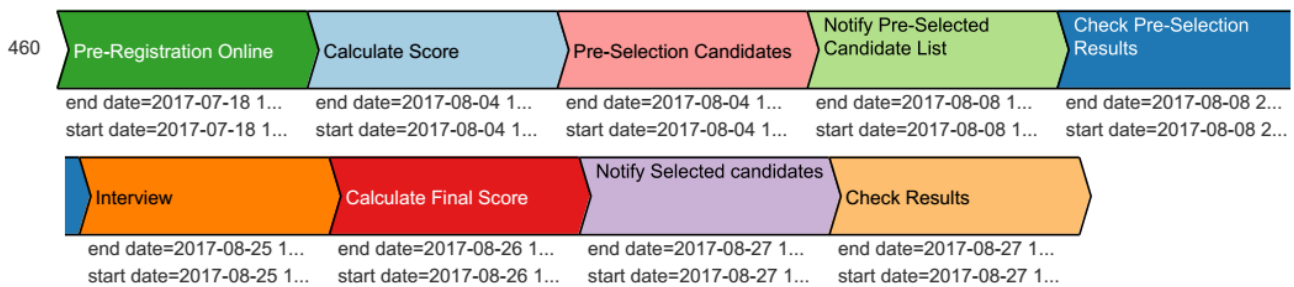 460
Pre-Registration Online
Calculate Score
Pre-Selection Candidates
Notify Pre-Selected
Candidate List
Check Pre-Selection
Results
end date=2017-07-18 1...
start date=2017-07-18 1...
end date=2017-08-04 1...
start date=2017-08-04 1...
end date=2017-08-04 1...
start date=2017-08-04 1...
end date=2017-08-08 1...
start date=2017-08-08 1...
end date=2017-08-08 2...
start date=2017-08-08 2...
Interview
Calculate Final Score
Notify Selected candidates
Check Results
end date=2017-08-25 1...
start date=2017-08-25 1...
end date=2017-08-26 1...
start date=2017-08-26 1...
end date=2017-08-27 1...
start date=2017-08-27 1...
end date=2017-08-27 1...
start date=2017-08-27 1...